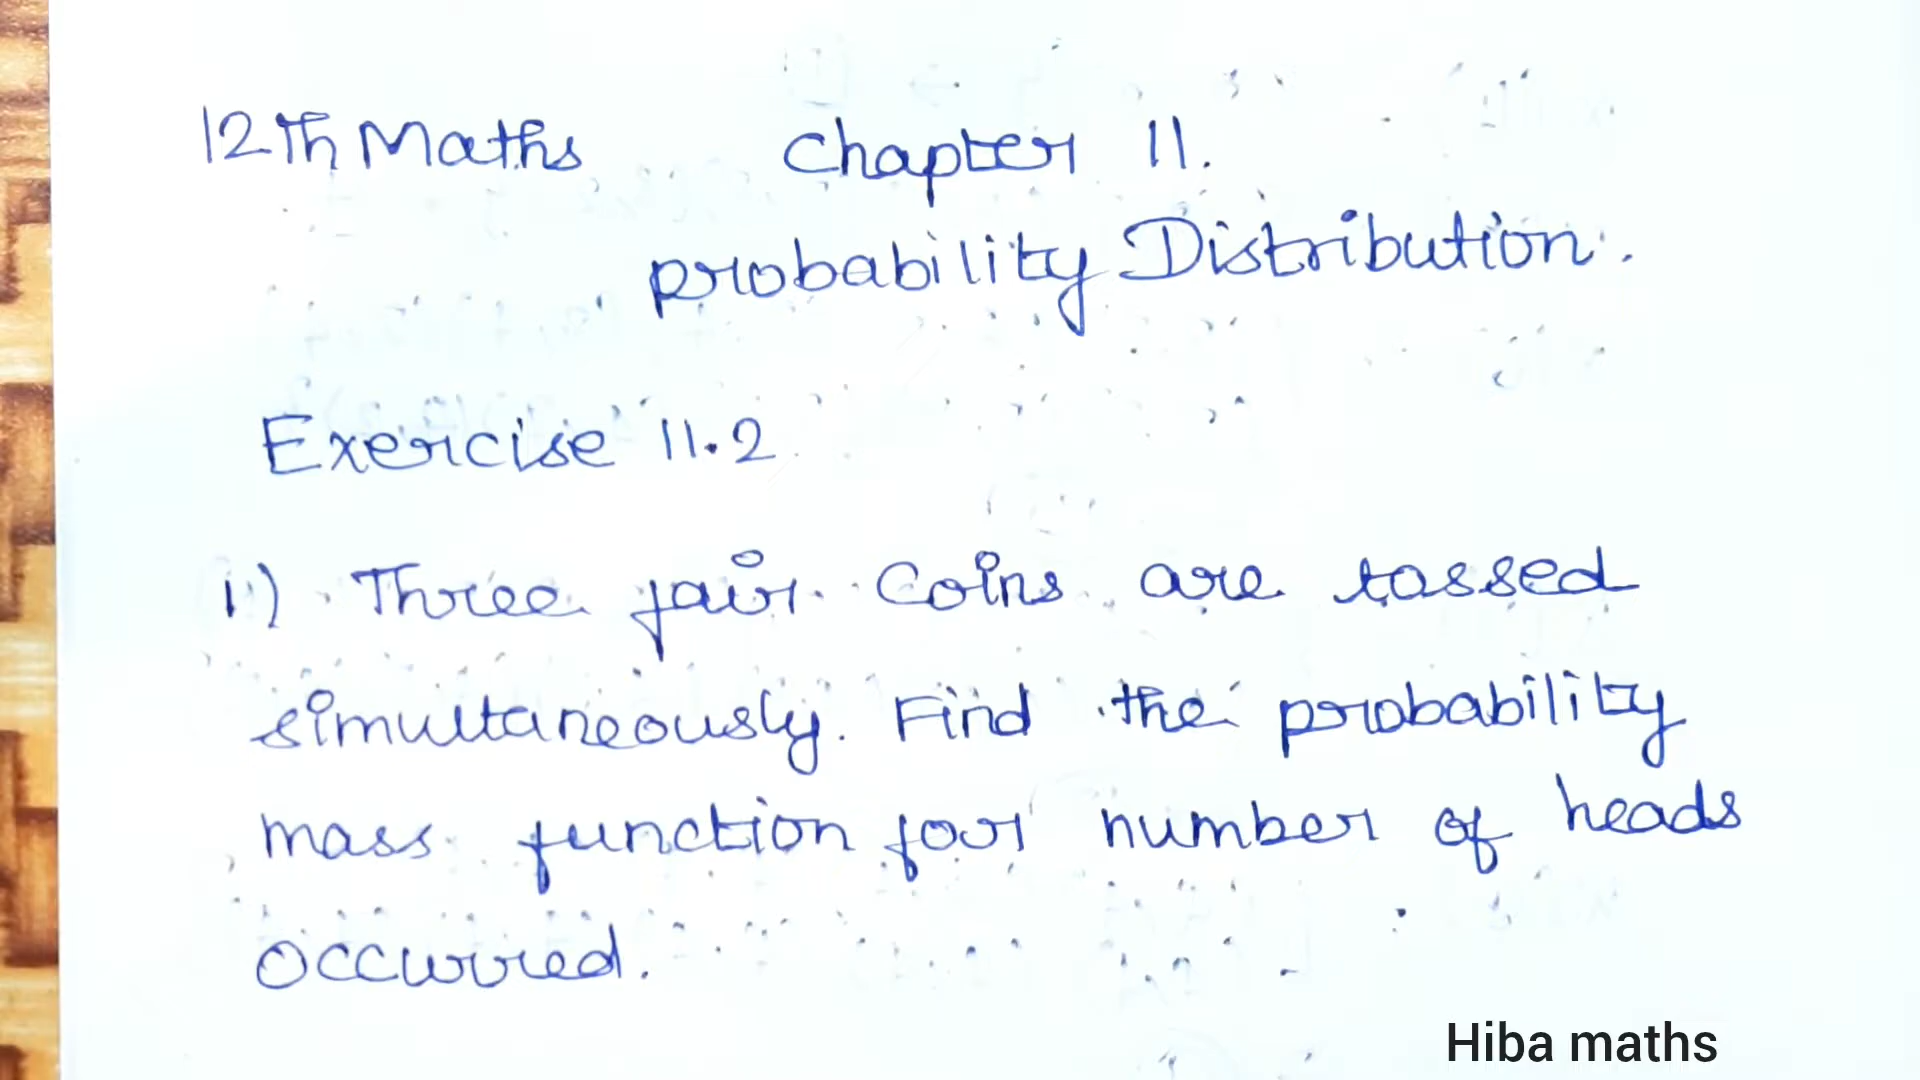 12th Maths Chapter 11.
probability Distribution.
Exercise 11.2
1) Three fair Coins are tossed
simultaneously. Find the probability
mass function foor number of heads
occurred.
Hiba maths